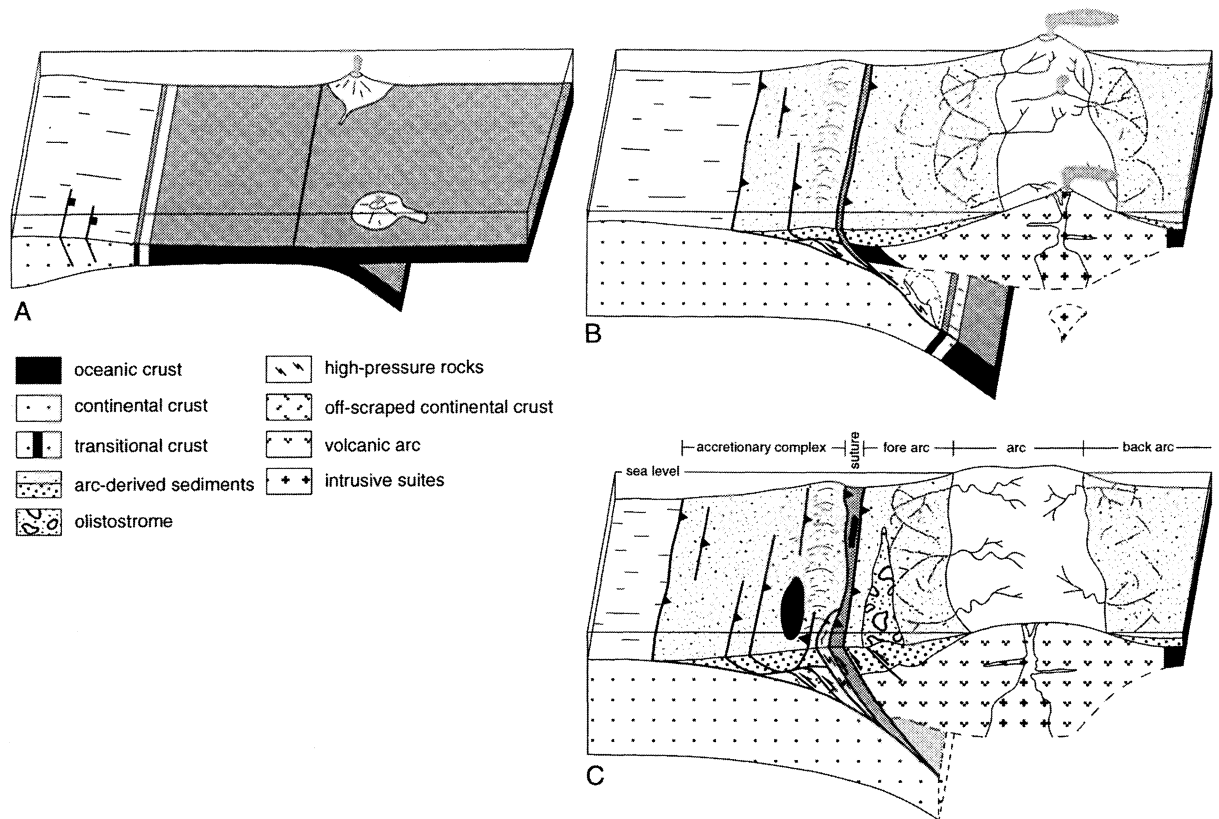 A
B
oceanic crust
continental crust
transitional crust
arc-derived sediments
olistostrome
high-pressure rocks
off-scraped continental crust
volcanic arc
intrusive suites
accretionary complex
suture
fore arc
arc
back arc
sea level
C